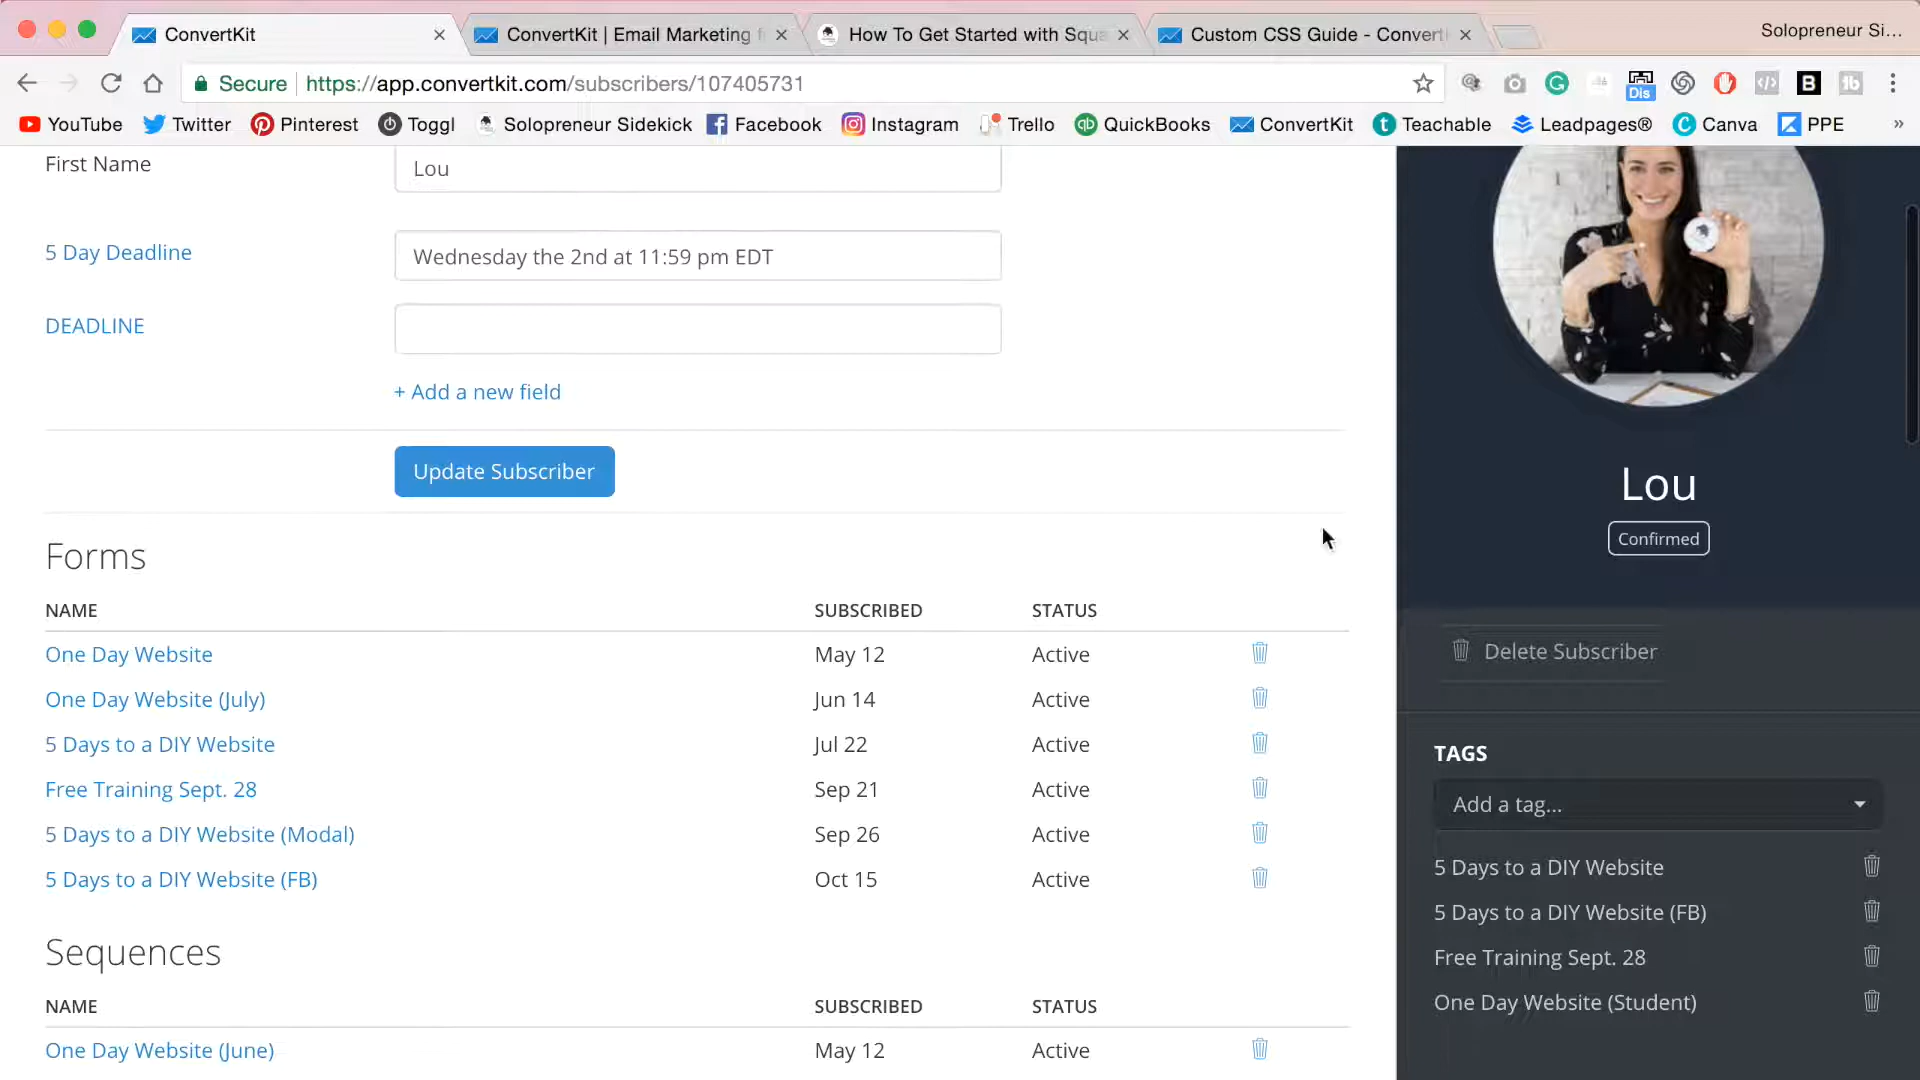 ConvertKit
ConvertKit | Email Marketing f
How To Get Started with Squa
Custom CSS Guide - Convert
Solopreneur Si...
Secure
https://app.convertkit.com/subscribers/107405731
Dis
B
YouTube
Twitter
Pinterest
Toggl
Solopreneur Sidekick
Facebook
Instagram
Trello
QuickBooks
ConvertKit
Teachable
Leadpages®
Canva
PPE
»
First Name
Lou
5 Day Deadline
Wednesday the 2nd at 11:59 pm EDT
DEADLINE
+ Add a new field
Update Subscriber
Forms
NAME SUBSCRIBED STATUS
One Day Website May 12 Active
One Day Website (July) Jun 14 Active
5 Days to a DIY Website Jul 22 Active
Free Training Sept. 28 Sep 21 Active
5 Days to a DIY Website (Modal) Sep 26 Active
5 Days to a DIY Website (FB) Oct 15 Active
Sequences
NAME SUBSCRIBED STATUS
One Day Website (June) May 12 Active
Lou
Confirmed
Delete Subscriber
TAGS
Add a tag...
5 Days to a DIY Website
5 Days to a DIY Website (FB)
Free Training Sept. 28
One Day Website (Student)